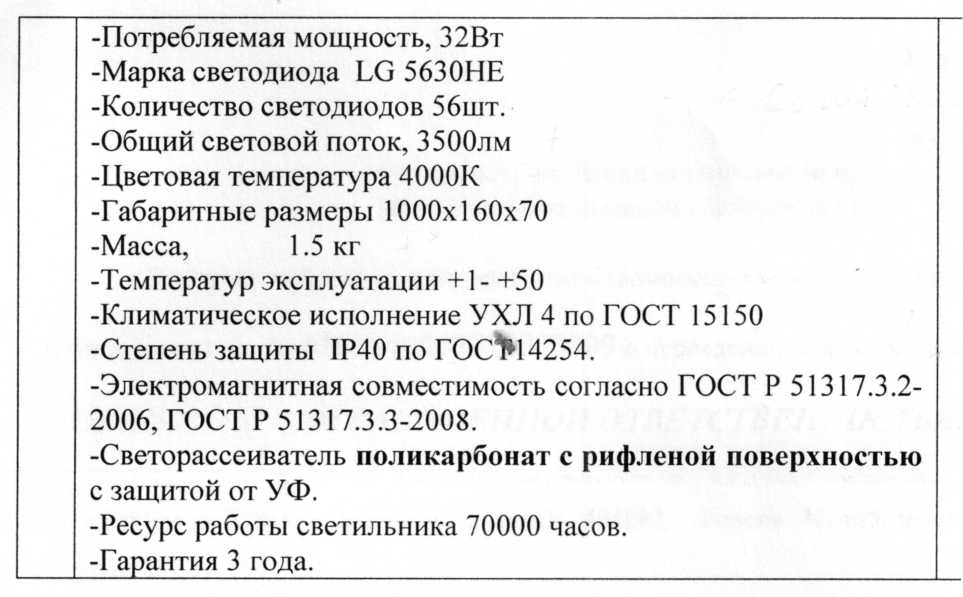 -Потребляемая мощность, 32Вт
-Марка светодиода LG 5630HE
-Количество светодиодов 56шт.
-Общий световой поток, 3500лм
-Цветовая температура 4000К
-Габаритные размеры 1000x160x70
-Масса, 1.5 кг
-Температур эксплуатации +1- +50
-Климатическое исполнение УХЛ 4 по ГОСТ 15150
-Степень защиты IP40 по ГОСТ14254.
-Электромагнитная совместимость согласно ГОСТ Р 51317.3.2-
2006, ГОСТ Р 51317.3.3-2008.
-Светорассеиватель поликарбонат с рифленой поверхностью
с защитой от УФ.
-Ресурс работы светильника 70000 часов.
-Гарантия 3 года.